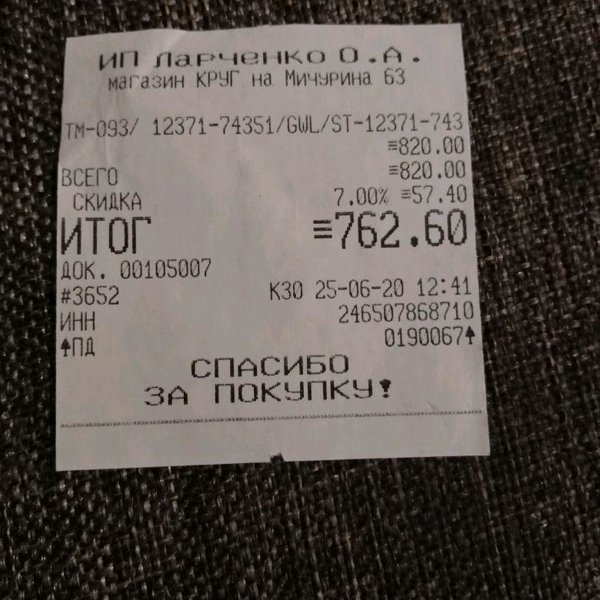 ИП Ларченко О.А.
магазин КРУГ на Мичурина 63
ТМ-093/ 12371-74351/GWL/ST-12371-743
≡820.00
ВСЕГО ≡820.00
СКИДКА 7.00% ≡57.40
ИТОГ ≡762.60
ДОК. 00105007
#3652 К30 25-06-20 12:41
ИНН 246507868710
♠ПД 0190067♠
СПАСИБО
ЗА ПОКУПКУ!